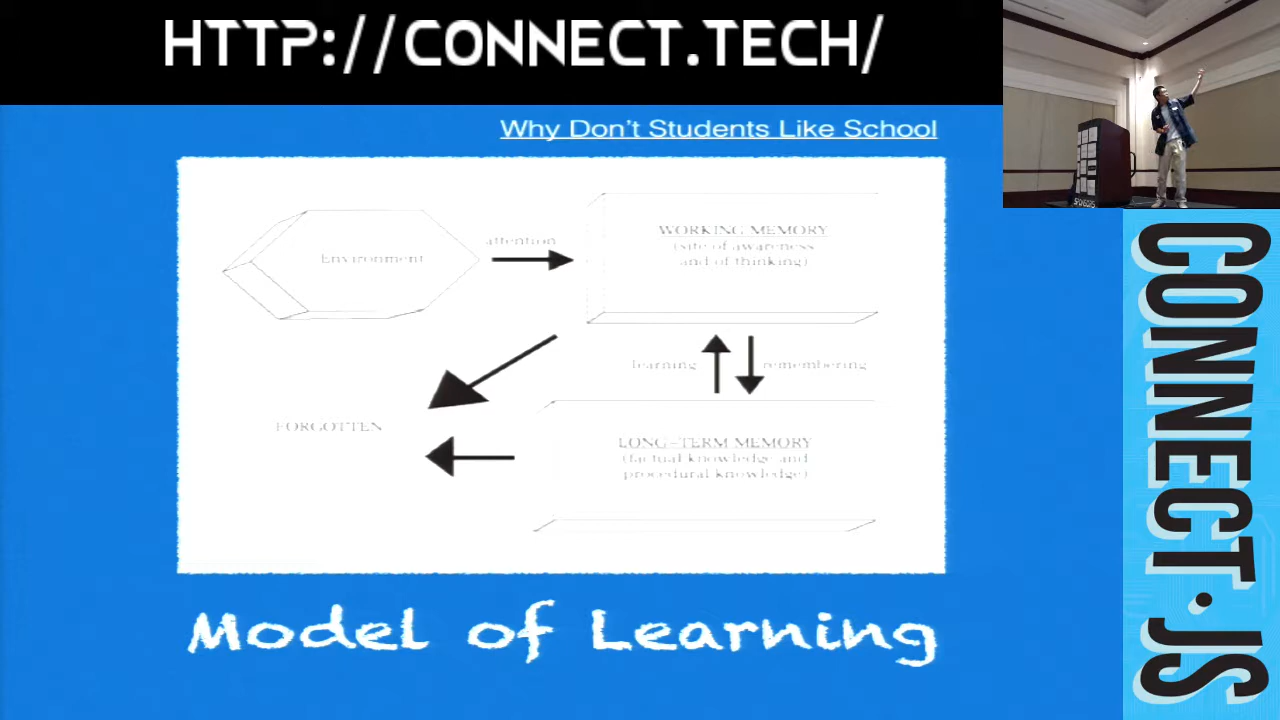 HTTP://CONNECT.TECH/
Why Don't Students Like School
Environment
attention
WORKING MEMORY
(site of awareness
and of thinking)
learning
remembering
FORGOTTEN
LONG-TERM MEMORY
(factual knowledge and
procedural knowledge)
Model of Learning
CONNECT.JS